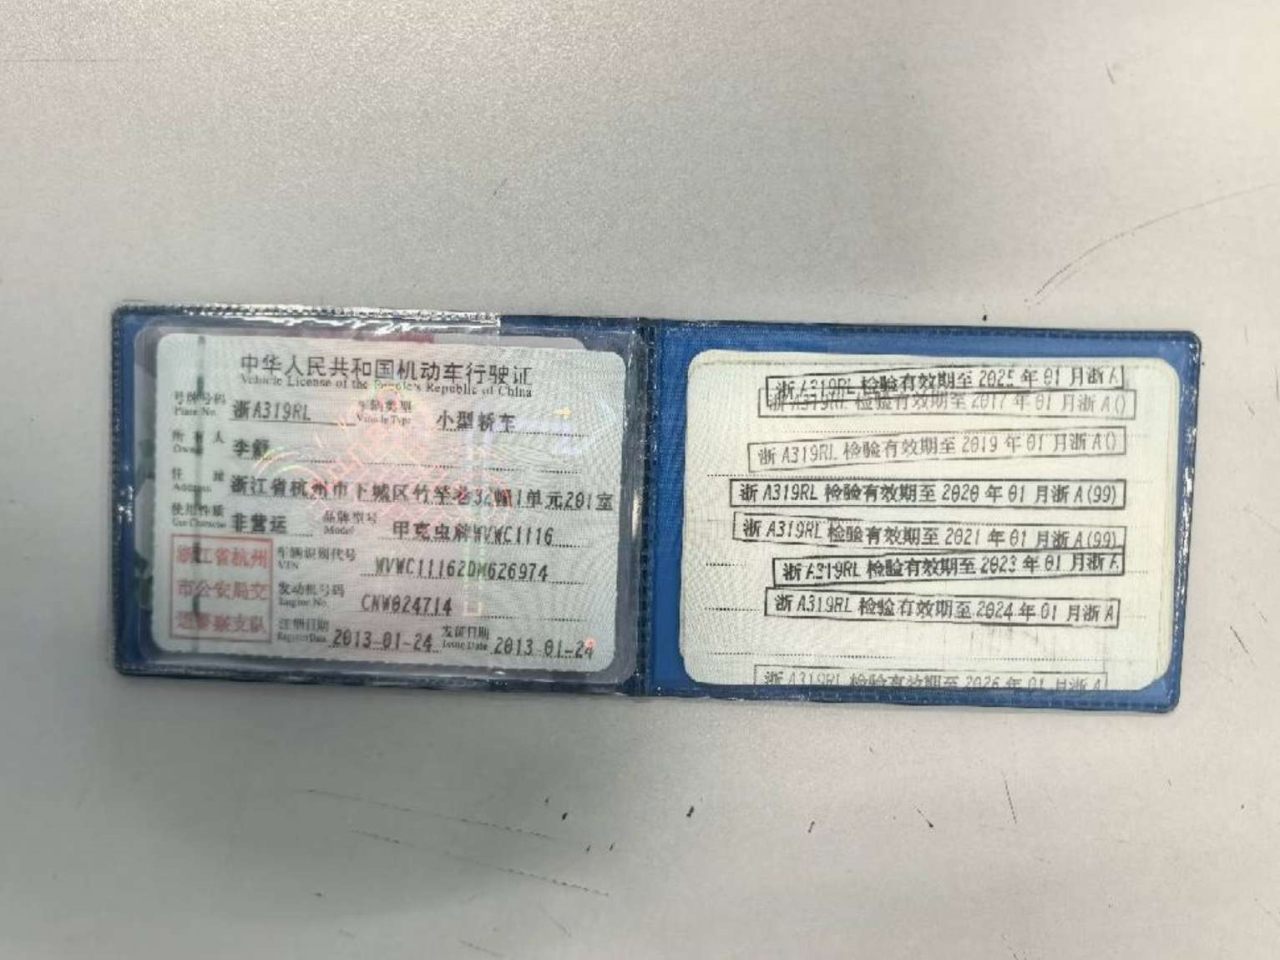 中华人民共和国机动车行驶证
Vehicle License of the People's Republic of China
号牌号码 浙A319RL 车辆类型 小型轿车
Plate No. Vehicle Type
所有人 李舒
Owner
住址 浙江省杭州市下城区竹竿巷32幢1单元201室
Address
使用性质 非营运 品牌型号 甲壳虫牌WVWC1116
Use Character Model
浙江省杭州
市公安局交
通警察支队
车辆识别代号 WVWC11162DM626974
VIN
发动机号码 CNW024714
Engine No.
注册日期 2013-01-24 发证日期 2013-01-24
Register Date Issue Date
浙A319RL 检验有效期至 2025 年 01 月浙A
浙A319RL 检验有效期至 2017 年 01 月浙A()
浙A319RL 检验有效期至 2019 年 01 月浙A()
浙A319RL 检验有效期至 2020 年 01 月浙A(99)
浙A319RL 检验有效期至 2021 年 01 月浙A(99)
浙A319RL 检验有效期至 2023 年 01 月浙A
浙A319RL 检验有效期至 2024 年 01 月浙A
浙A319RL 检验有效期至 2026 年 01 月浙A